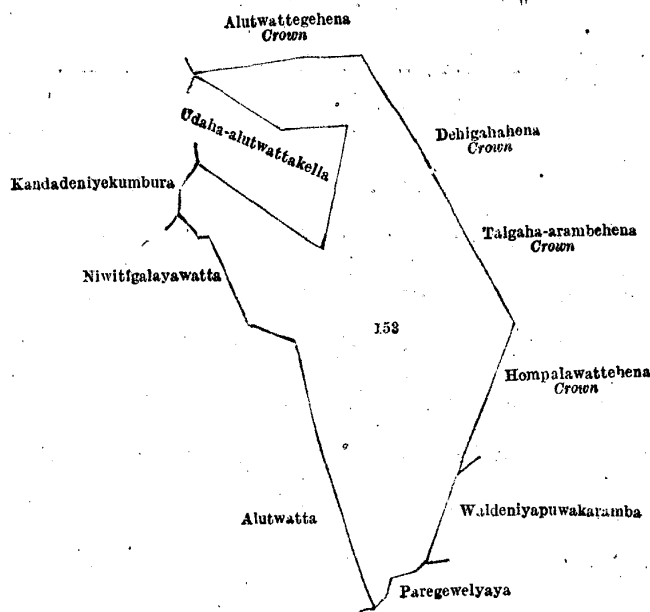 Alutwattegehena
Crown
Udaha-alutwattakella
Dehigahahena
Crown
Kandadeniyekumbura
Talgaha-arambehena
Crown
Niwitigalayawatta
153
Hompalawattehena
Crown
Alutwatta
Waldeniyapuwakaramba
Paregewelyaya